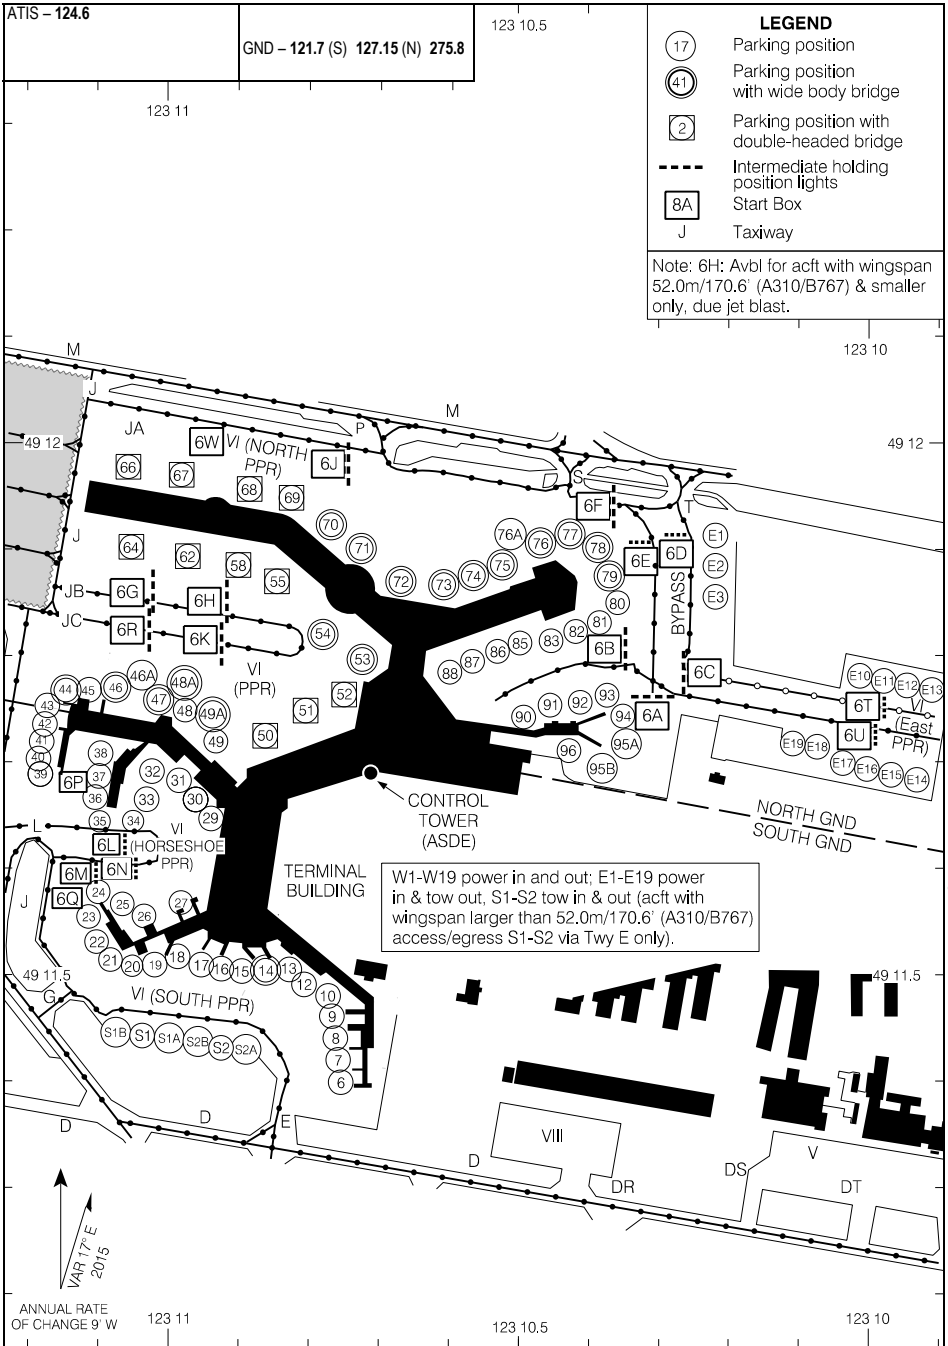 ATIS – 124.6
GND – 121.7 (S) 127.15 (N) 275.8
123 10.5
123 11
LEGEND
17 Parking position
41 Parking position
with wide body bridge
2 Parking position with
double-headed bridge
Intermediate holding
position lights
8A Start Box
J Taxiway
Note: 6H: Avbl for acft with wingspan
52.0m/170.6' (A310/B767) & smaller
only, due jet blast.
123 10
M
J
M
P
JA
6W
VI (NORTH
PPR)
6J
49 12
49 12
66
67
68
69
S
6F
T
70
71
76A
76
77
78
E1
J
64
62
58
55
72
73
74
75
79
6E
6D
E2
E3
JB
6G
6H
80
81
82
83
85
86
87
88
BYPASS
JC
6R
6K
54
53
6B
6C
VI
(PPR)
52
51
50
46A
48A
44
45
46
47
48
49A
49
43
42
41
40
39
E10
E11
E12
E13
6T
VI
(East
PPR)
6U
6A
90
91
92
93
94
95A
95B
96
E19
E18
E17
E16
E15
E14
6P
38
37
36
35
34
33
32
31
30
29
CONTROL
TOWER
(ASDE)
NORTH GND
SOUTH GND
L
6L
VI
(HORSESHOE
PPR)
6M
6N
6Q
J
TERMINAL
BUILDING
W1-W19 power in and out; E1-E19 power
in & tow out, S1-S2 tow in & out (acft with
wingspan larger than 52.0m/170.6' (A310/B767)
access/egress S1-S2 via Twy E only).
24
25
26
27
23
22
21
20
19
18
17
16
15
14
13
12
10
9
8
7
6
49 11.5
49 11.5
G
VI (SOUTH PPR)
S1B
S1
S1A
S2B
S2
S2A
D
D
E
D
VIII
DR
DS
V
DT
VAR 17° E
2015
ANNUAL RATE
OF CHANGE 9' W
123 11
123 10.5
123 10